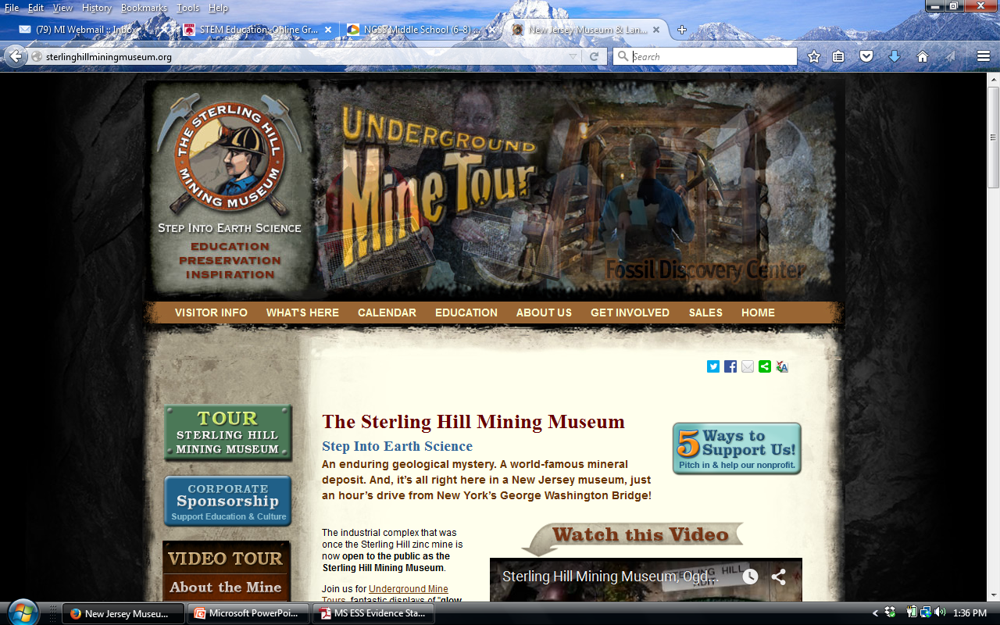 File Edit View History Bookmarks Tools Help
(79) MI Webmail :: Inbox
STEM Education: Online Gr...
NGSS Middle School (6–8) ...
New Jersey Museum & Lan...
sterlinghillminingmuseum.org
Search
THE STERLING HILL
MINING MUSEUM
STEP INTO EARTH SCIENCE
EDUCATION
PRESERVATION
INSPIRATION
UNDERGROUND
MINE TOUR
Fossil Discovery Center
VISITOR INFO WHAT'S HERE CALENDAR EDUCATION ABOUT US GET INVOLVED SALES HOME
TOUR
STERLING HILL
MINING MUSEUM
CORPORATE
Sponsorship
Support Education & Culture
VIDEO TOUR
About the Mine
The Sterling Hill Mining Museum
Step Into Earth Science
An enduring geological mystery. A world-famous mineral
deposit. And, it's all right here in a New Jersey museum, just
an hour's drive from New York's George Washington Bridge!
5 Ways to
Support Us!
Pitch in & help our nonprofit.
The industrial complex that was
once the Sterling Hill zinc mine is
now open to the public as the
Sterling Hill Mining Museum.
Join us for Underground Mine
Tours, fantastic displays of "glow
Watch this Video
Sterling Hill Mining Museum, Ogd...
STERLING HILL
New Jersey Museu...
Microsoft PowerPoi...
MS ESS Evidence Sta...
1:36 PM